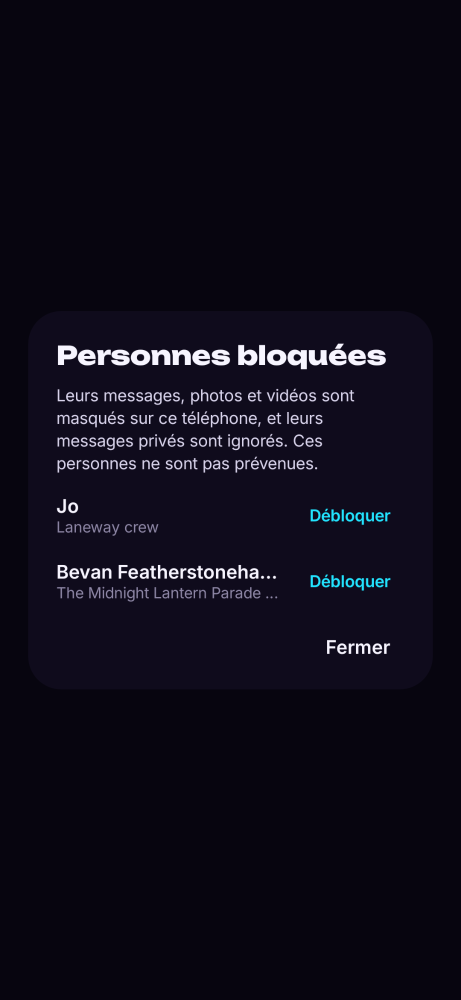 Personnes bloquées
Leurs messages, photos et vidéos sont
masqués sur ce téléphone, et leurs
messages privés sont ignorés. Ces
personnes ne sont pas prévenues.
Jo
Laneway crew
Débloquer
Bevan Featherstoneha...
The Midnight Lantern Parade ...
Débloquer
Fermer